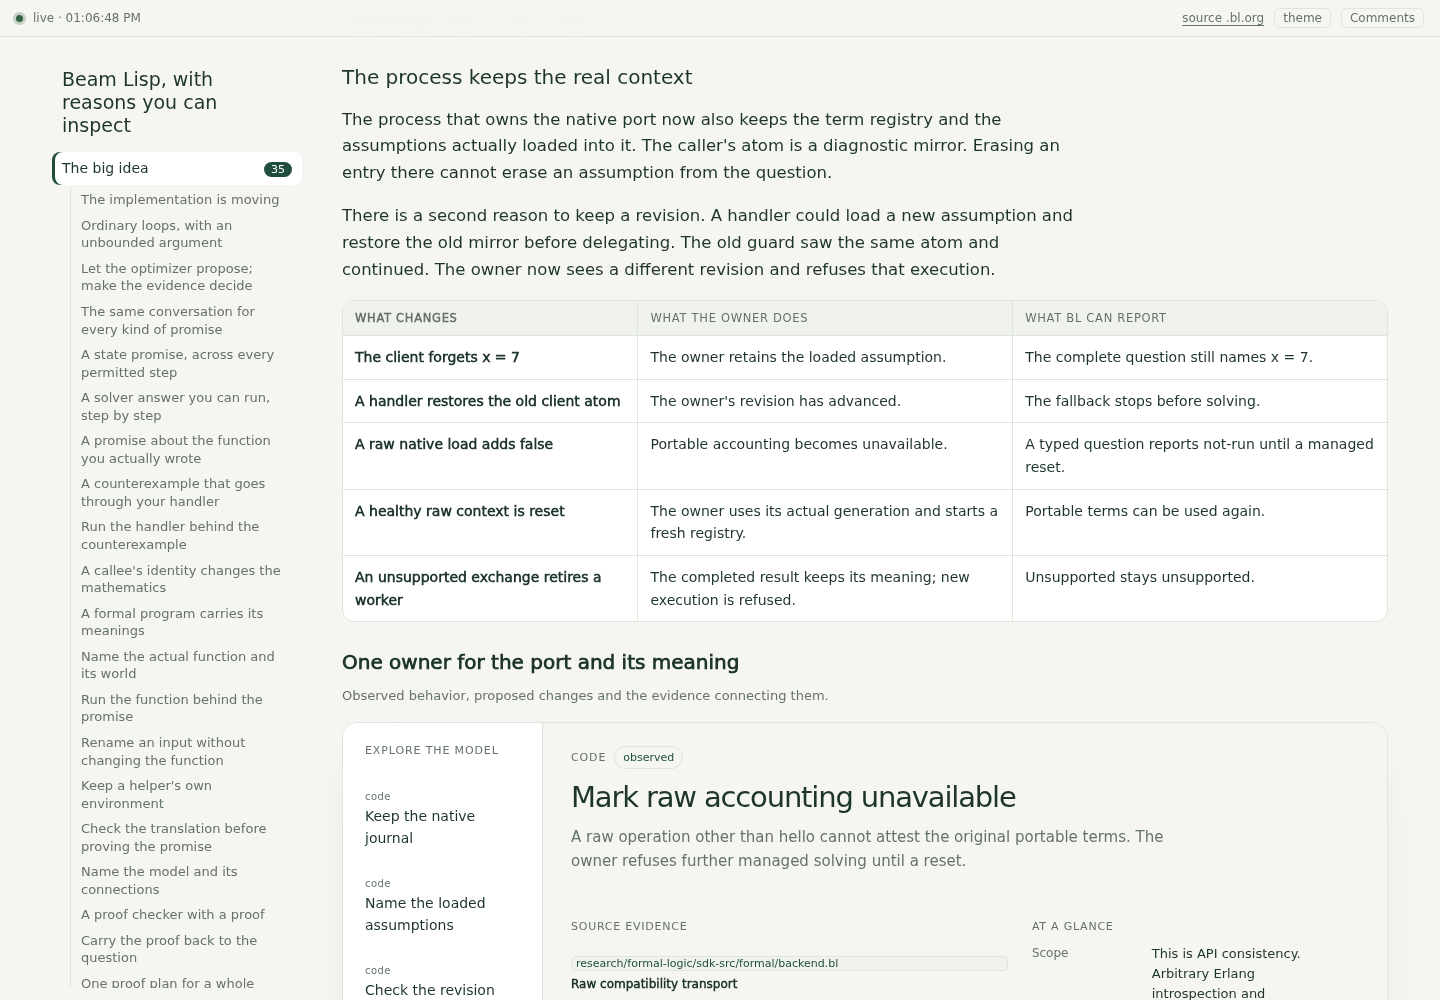 live · 01:06:48 PM
source .bl.org
theme
Comments
Beam Lisp, with
reasons you can
inspect
The big idea
35
The implementation is moving
Ordinary loops, with an
unbounded argument
Let the optimizer propose;
make the evidence decide
The same conversation for
every kind of promise
A state promise, across every
permitted step
A solver answer you can run,
step by step
A promise about the function
you actually wrote
A counterexample that goes
through your handler
Run the handler behind the
counterexample
A callee's identity changes the
mathematics
A formal program carries its
meanings
Name the actual function and
its world
Run the function behind the
promise
Rename an input without
changing the function
Keep a helper's own
environment
Check the translation before
proving the promise
Name the model and its
connections
A proof checker with a proof
Carry the proof back to the
question
One proof plan for a whole
The process keeps the real context
The process that owns the native port now also keeps the term registry and the
assumptions actually loaded into it. The caller's atom is a diagnostic mirror. Erasing an
entry there cannot erase an assumption from the question.
There is a second reason to keep a revision. A handler could load a new assumption and
restore the old mirror before delegating. The old guard saw the same atom and
continued. The owner now sees a different revision and refuses that execution.
WHAT CHANGES
WHAT THE OWNER DOES
WHAT BL CAN REPORT
The client forgets x = 7
The owner retains the loaded assumption.
The complete question still names x = 7.
A handler restores the old client atom
The owner's revision has advanced.
The fallback stops before solving.
A raw native load adds false
Portable accounting becomes unavailable.
A typed question reports not-run until a managed
reset.
A healthy raw context is reset
The owner uses its actual generation and starts a
fresh registry.
Portable terms can be used again.
An unsupported exchange retires a
worker
The completed result keeps its meaning; new
execution is refused.
Unsupported stays unsupported.
One owner for the port and its meaning
Observed behavior, proposed changes and the evidence connecting them.
EXPLORE THE MODEL
code
Keep the native
journal
code
Name the loaded
assumptions
code
Check the revision
CODE
observed
Mark raw accounting unavailable
A raw operation other than hello cannot attest the original portable terms. The
owner refuses further managed solving until a reset.
SOURCE EVIDENCE
research/formal-logic/sdk-src/formal/backend.bl
Raw compatibility transport
AT A GLANCE
Scope
This is API consistency.
Arbitrary Erlang
introspection and